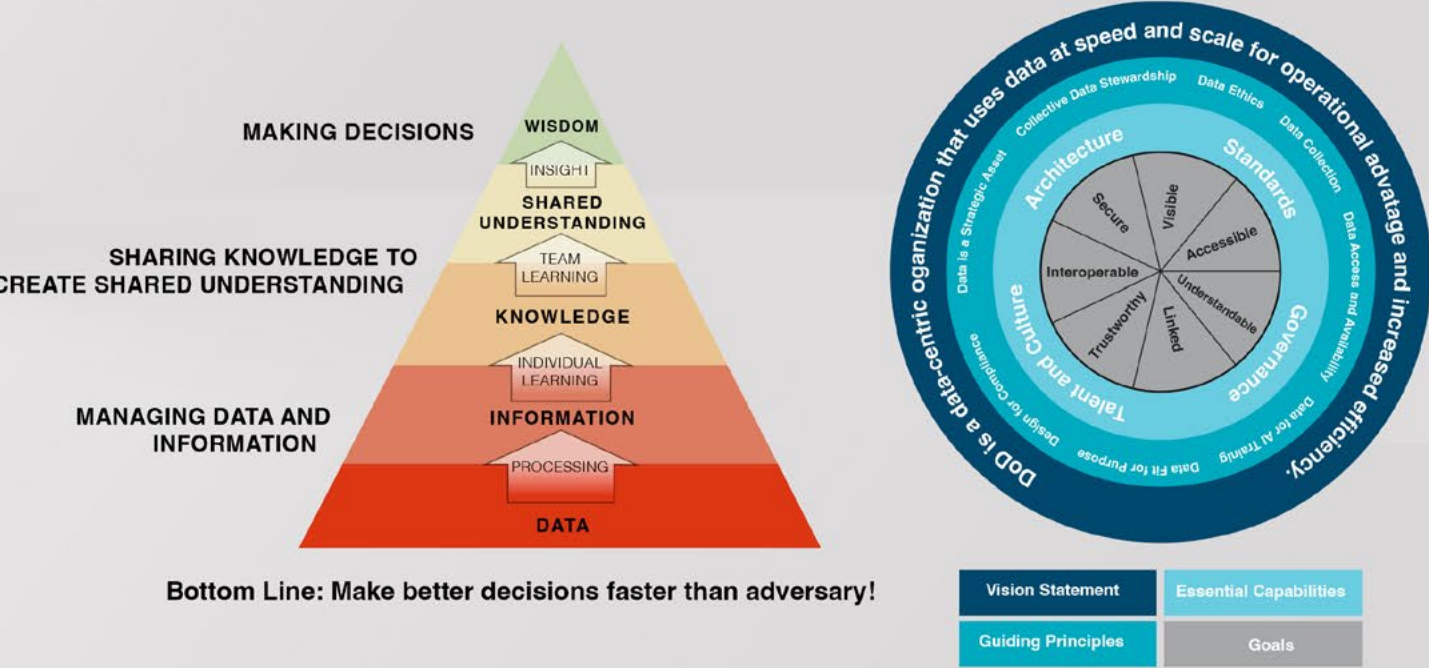 MAKING DECISIONS
SHARING KNOWLEDGE TO
CREATE SHARED UNDERSTANDING
MANAGING DATA AND
INFORMATION
WISDOM
INSIGHT
SHARED
UNDERSTANDING
TEAM
LEARNING
KNOWLEDGE
INDIVIDUAL
LEARNING
INFORMATION
PROCESSING
DATA
Bottom Line: Make better decisions faster than adversary!
DoD is a data-centric oganization that uses data at speed and scale for operational advatage and increased efficiency.
Data is a Strategic Asset
Collective Data Stewardship
Data Ethics
Data Collection
Data Access and Availability
Data for AI Trainig
Data Fit for Purpose
Design for Compliance
Architecture
Standards
Governance
Talent and Culture
Secure
Visible
Accessible
Understandable
Linked
Trustworthy
Interoperable
Vision Statement
Essential Capabilities
Guiding Principles
Goals